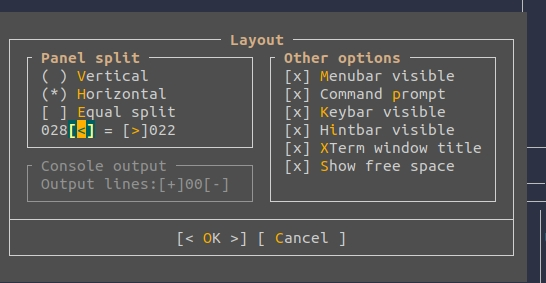 Layout
Panel split
( ) Vertical
(*) Horizontal
[ ] Equal split
028[<] = [>]022
Console output
Output lines:[+]00[-]
Other options
[x] Menubar visible
[x] Command prompt
[x] Keybar visible
[x] Hintbar visible
[x] XTerm window title
[x] Show free space
[< OK >] [ Cancel ]